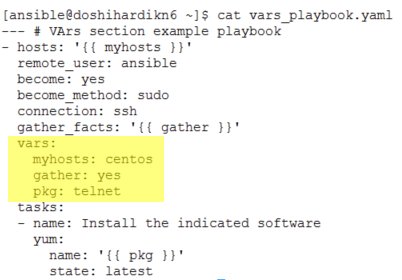 [ansible@doshihardikn6 ~]$ cat vars_playbook.yaml
--- # VArs section example playbook
- hosts: '{{ myhosts }}'
  remote_user: ansible
  become: yes
  become_method: sudo
  connection: ssh
  gather_facts: '{{ gather }}'
  vars:
    myhosts: centos
    gather: yes
    pkg: telnet
  tasks:
  - name: Install the indicated software
    yum:
      name: '{{ pkg }}'
      state: latest